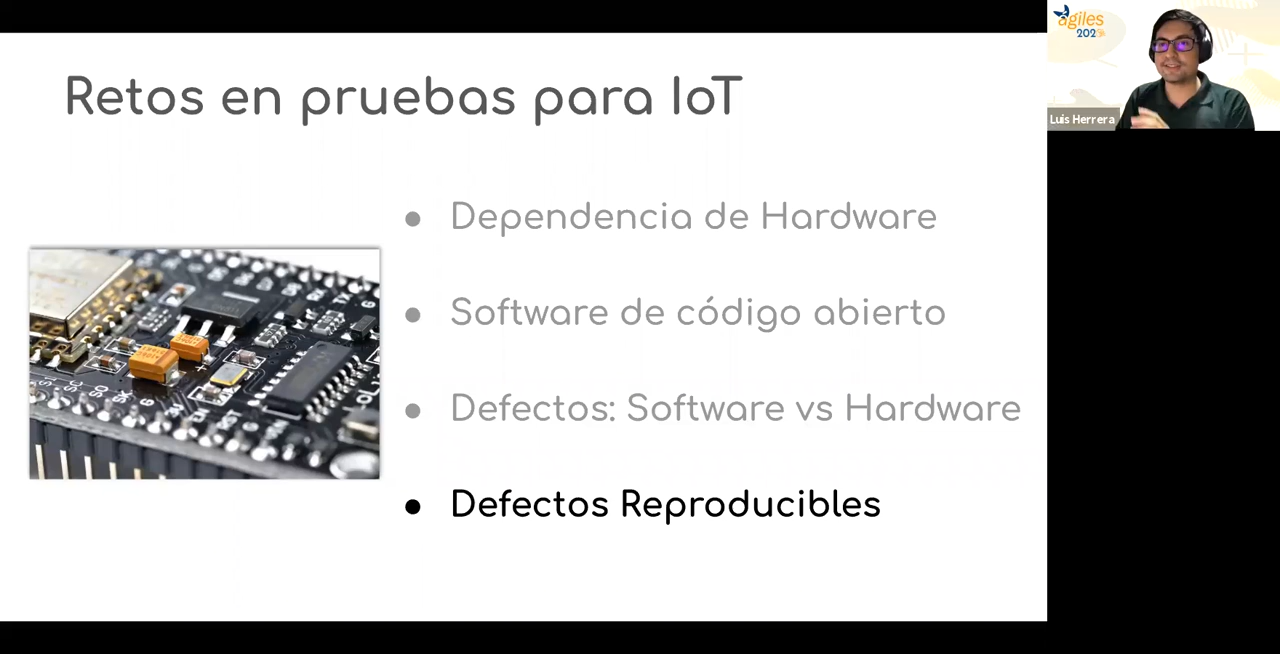 Retos en pruebas para IoT
Dependencia de Hardware
Software de código abierto
Defectos: Software vs Hardware
Defectos Reproducibles
ágiles
Luis Herrera